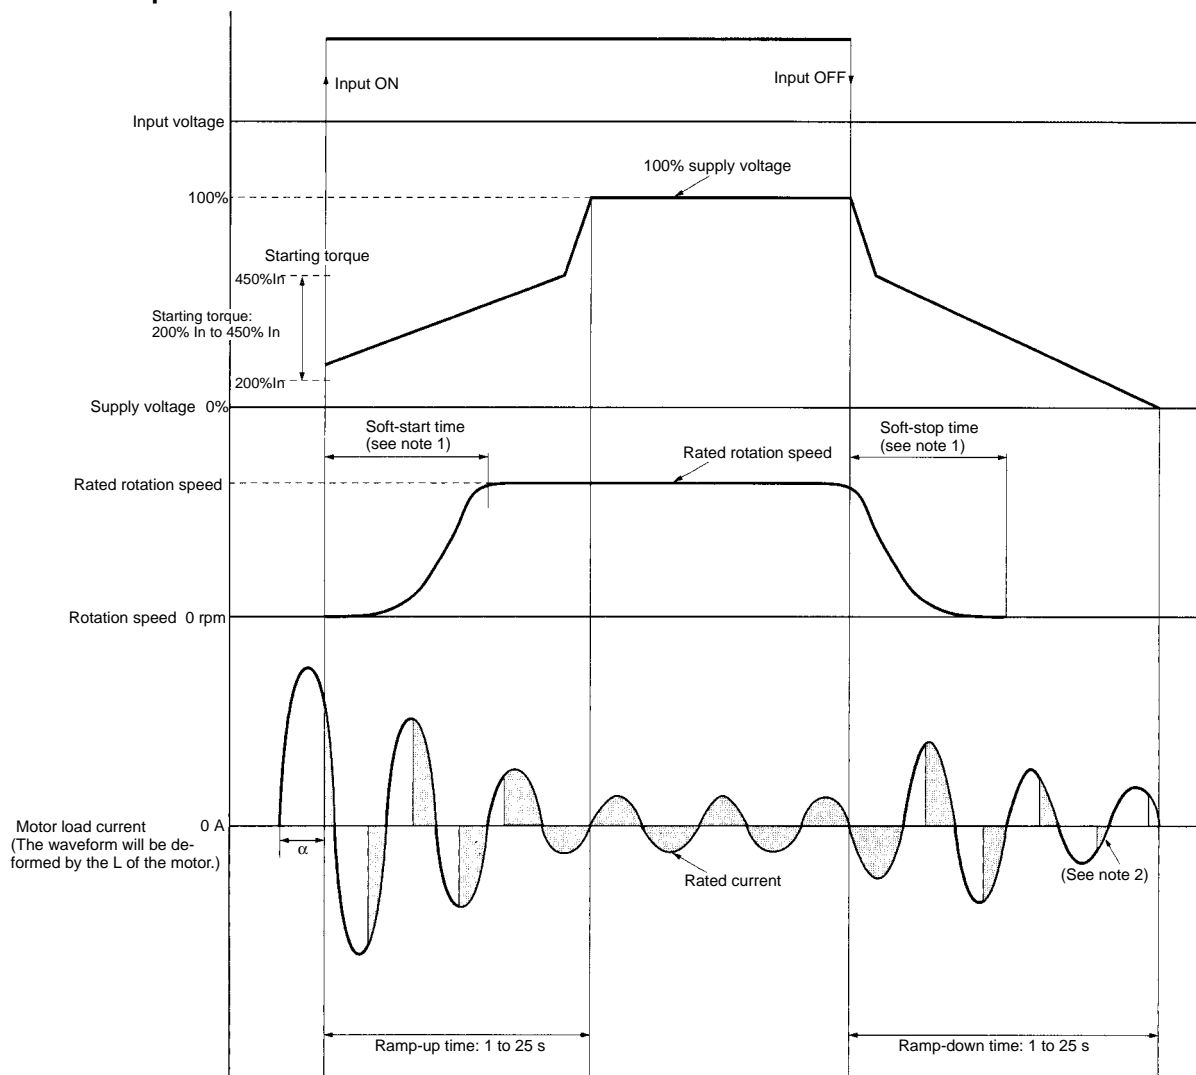 Input ON
Input OFF
Input voltage
100% supply voltage
100%
Starting torque
450%In
Starting torque:
200% In to 450% In
200%In
Supply voltage 0%
Soft-start time
(see note 1)
Soft-stop time
(see note 1)
Rated rotation speed
Rated rotation speed
Rotation speed 0 rpm
Motor load current
(The waveform will be de-
formed by the L of the motor.)
0 A
α
Rated current
(See note 2)
Ramp-up time: 1 to 25 s
Ramp-down time: 1 to 25 s